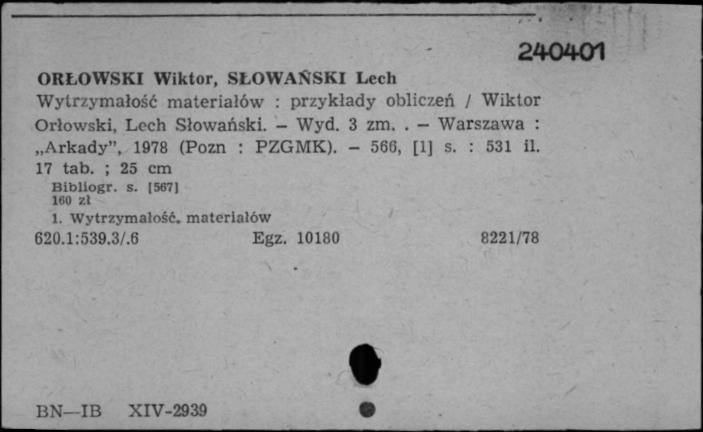 240401
ORŁOWSKI Wiktor, SŁOWAŃSKI Lech
Wytrzymałość materiałów : przykłady obliczeń / Wiktor
Orłowski, Lech Słowański. — Wyd. 3 zm. . — Warszawa :
„Arkady”, 1978 (Pozn : PZGMK). — 566, [1] s. : 531 il.
17 tab. ; 25 cm
Bibliogr. s. [567]
160 zł
1. Wytrzymałość. materiałów
620.1:539.3/.6 Egz. 10180 8221/78
BN—IB XIV-2939